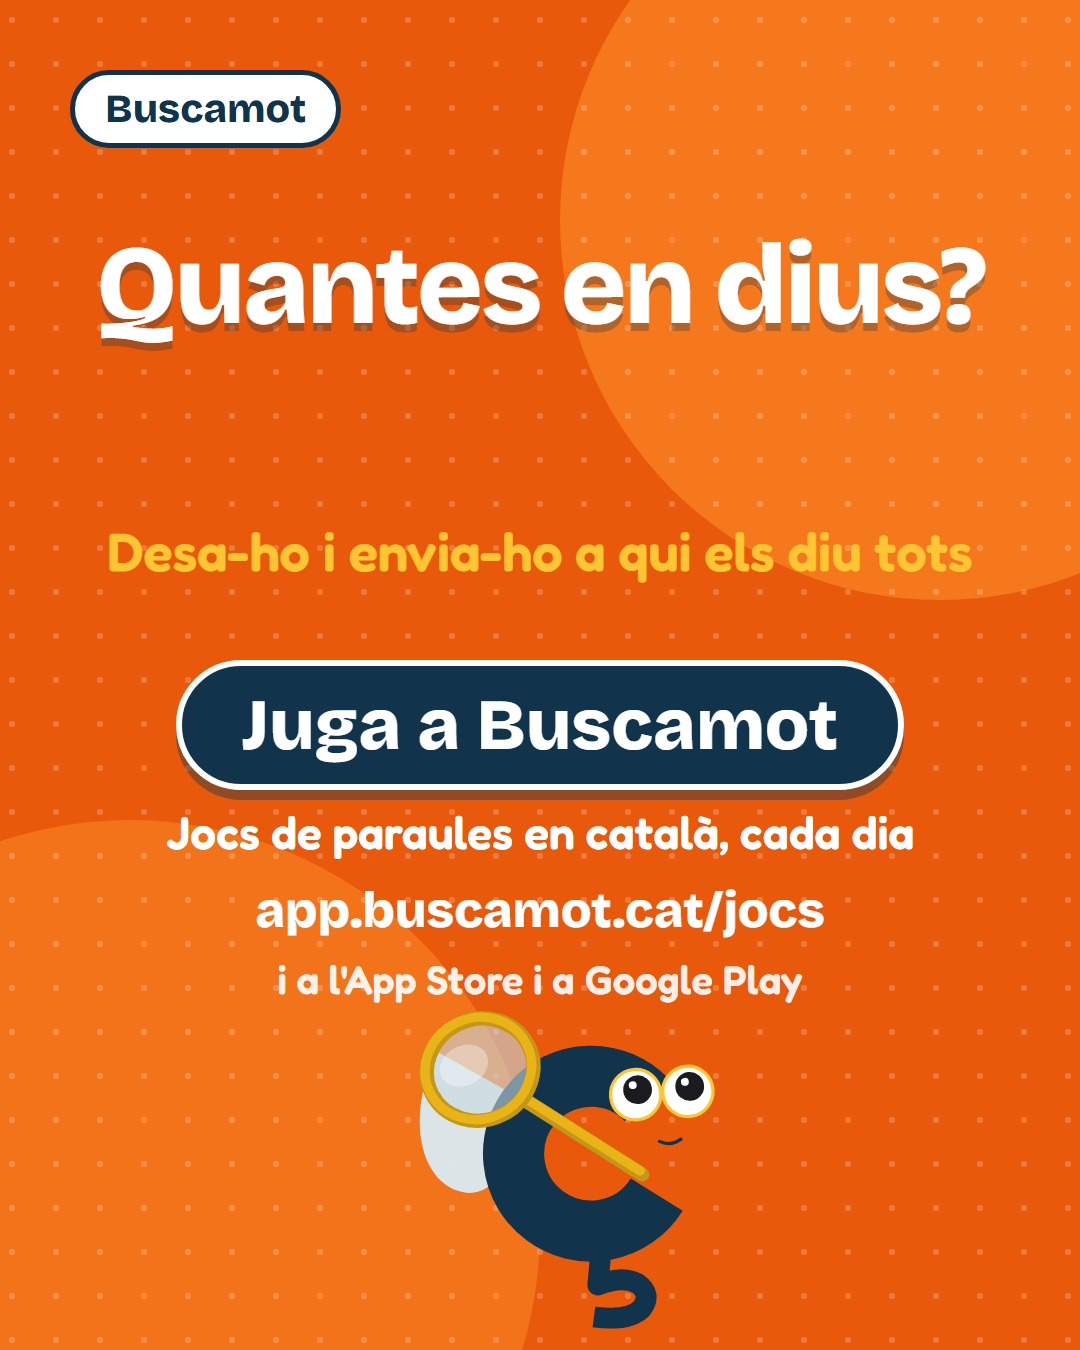 Buscamot
Quantes en dius?
Desa-ho i envia-ho a qui els diu tots
Juga a Buscamot
Jocs de paraules en català, cada dia
app.buscamot.cat/jocs
i a l'App Store i a Google Play